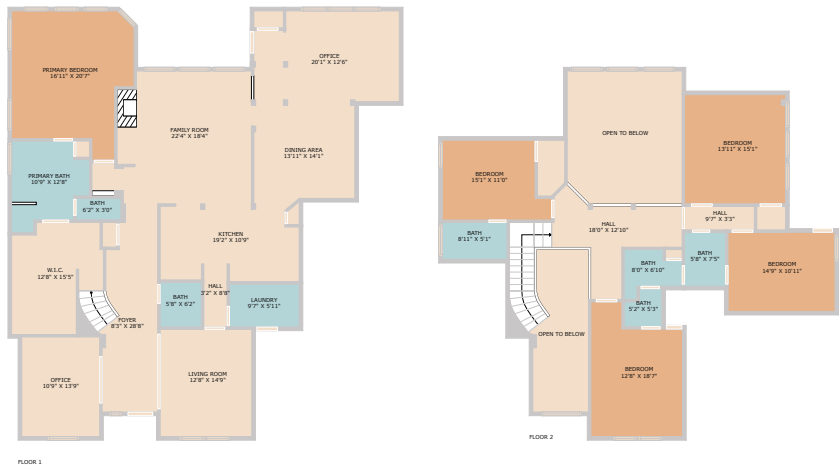 PRIMARY BEDROOM
16'11" X 20'7"
OFFICE
20'1" X 12'6"
FAMILY ROOM
22'4" X 18'4"
DINING AREA
13'11" X 14'1"
PRIMARY BATH
10'9" X 12'8"
BATH
6'2" X 3'0"
KITCHEN
19'2" X 10'9"
W.I.C.
12'8" X 15'5"
HALL
3'2" X 8'8"
BATH
5'8" X 6'2"
LAUNDRY
9'7" X 5'11"
FOYER
8'3" X 28'8"
LIVING ROOM
12'8" X 14'9"
OFFICE
10'9" X 13'9"
FLOOR 1
OPEN TO BELOW
BEDROOM
13'11" X 15'1"
BEDROOM
15'1" X 11'0"
HALL
9'7" X 3'3"
HALL
18'0" X 12'10"
BATH
8'11" X 5'1"
BATH
5'8" X 7'5"
BATH
8'0" X 6'10"
BEDROOM
14'9" X 10'11"
BATH
5'2" X 5'3"
OPEN TO BELOW
BEDROOM
12'8" X 18'7"
FLOOR 2